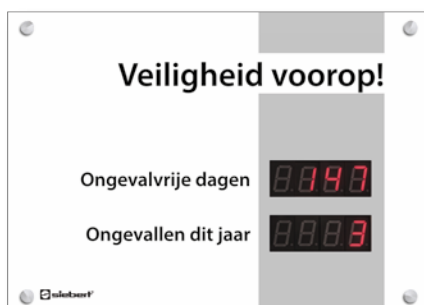 Veiligheid voorop!
Ongevalvrije dagen 147
Ongevallen dit jaar 3
siebert